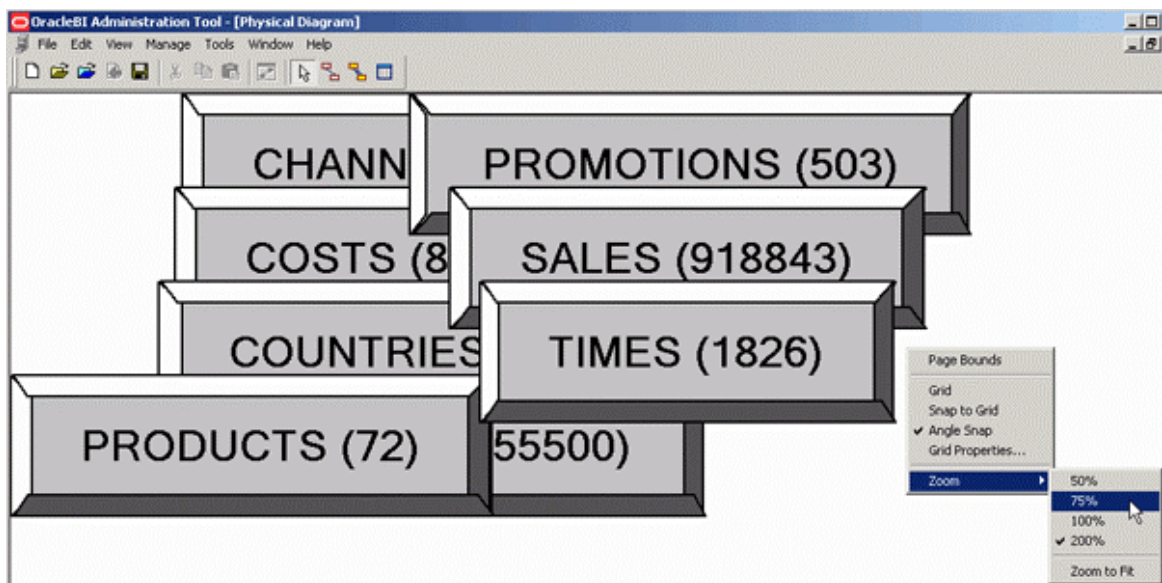 OracleBI Administration Tool - [Physical Diagram]
File Edit View Manage Tools Window Help
CHANN
PROMOTIONS (503)
COSTS (8
SALES (918843)
COUNTRIES
TIMES (1826)
PRODUCTS (72)
55500)
Page Bounds
Grid
Snap to Grid
Angle Snap
Grid Properties...
Zoom
50%
75%
100%
200%
Zoom to Fit